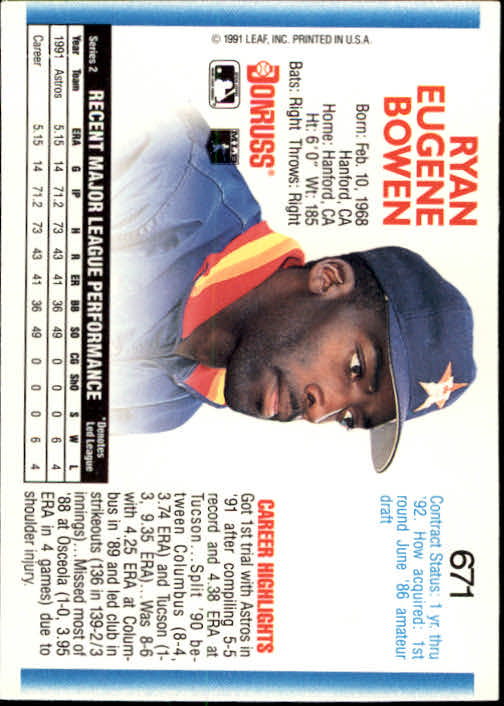 RYAN
EUGENE
BOWEN
Born: Feb. 10, 1968
Hanford, CA
Home: Hanford, CA
Ht: 6'0" Wt: 185
Bats: Right Throws: Right
DONRUSS®
MLB
© 1991 LEAF, INC. PRINTED IN U.S.A.
671
Contract Status: 1 yr. thru
'92. How acquired: 1st
round June '86 amateur
draft
CAREER HIGHLIGHTS
Got 1st trial with Astros in
'91 after compiling 5-5
record and 4.38 ERA at
Tucson...Split '90 be-
tween Columbus (8-4,
3.74 ERA) and Tucson (1-
3, 9.35 ERA)...Was 8-6
with 4.25 ERA at Colum-
bus in '89 and led club in
strikeouts (136 in 139-2/3
innings)...Missed most of
'88 at Osceola (1-0, 3.95
ERA in 4 games) due to
shoulder injury.
Series 2 RECENT MAJOR LEAGUE PERFORMANCE *Denotes Led League
Year Team ERA G IP H R ER BB SO CG ShO S W L
1991 Astros 5.15 14 71.2 73 43 41 36 49 0 0 0 6 4
Career 5.15 14 71.2 73 43 41 36 49 0 0 0 6 4